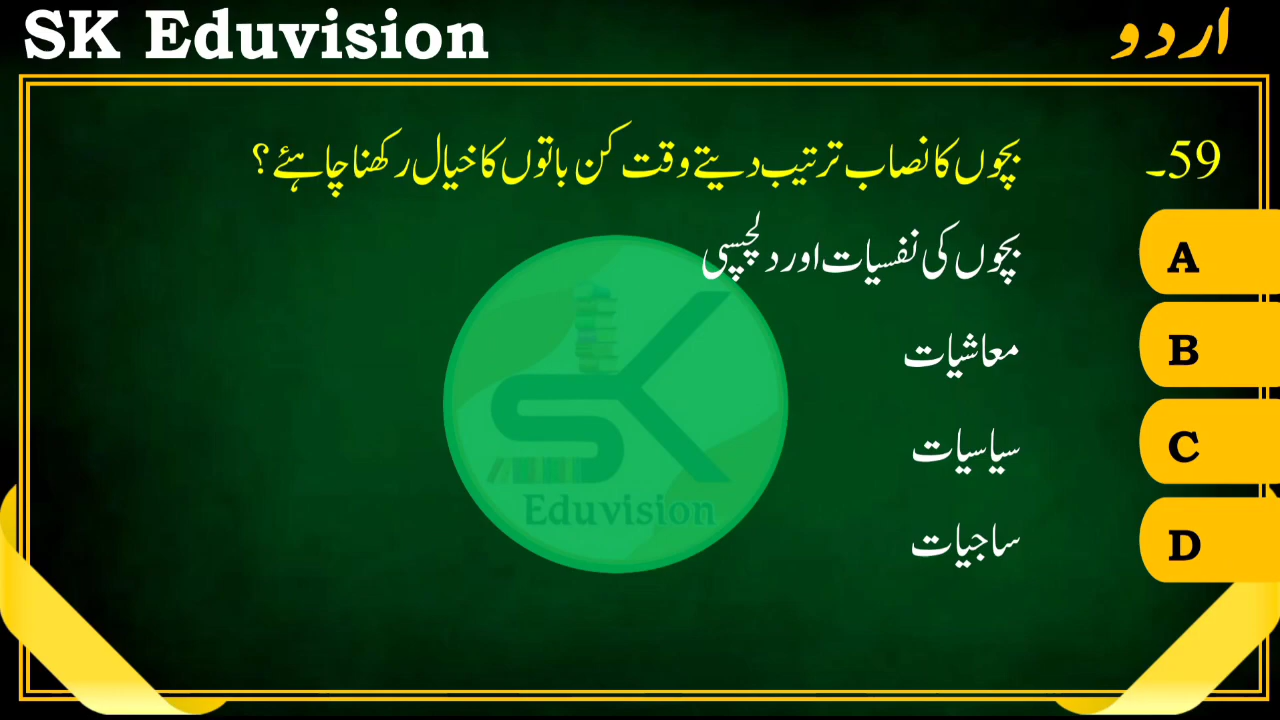 SK Eduvision
اردو
59۔ بچوں کا نصاب ترتیب دیتے وقت کن باتوں کا خیال رکھنا چاہئے؟
A بچوں کی نفسیات اور دلچسپی
B معاشیات
C سیاسیات
D سماجیات
SK
Eduvision